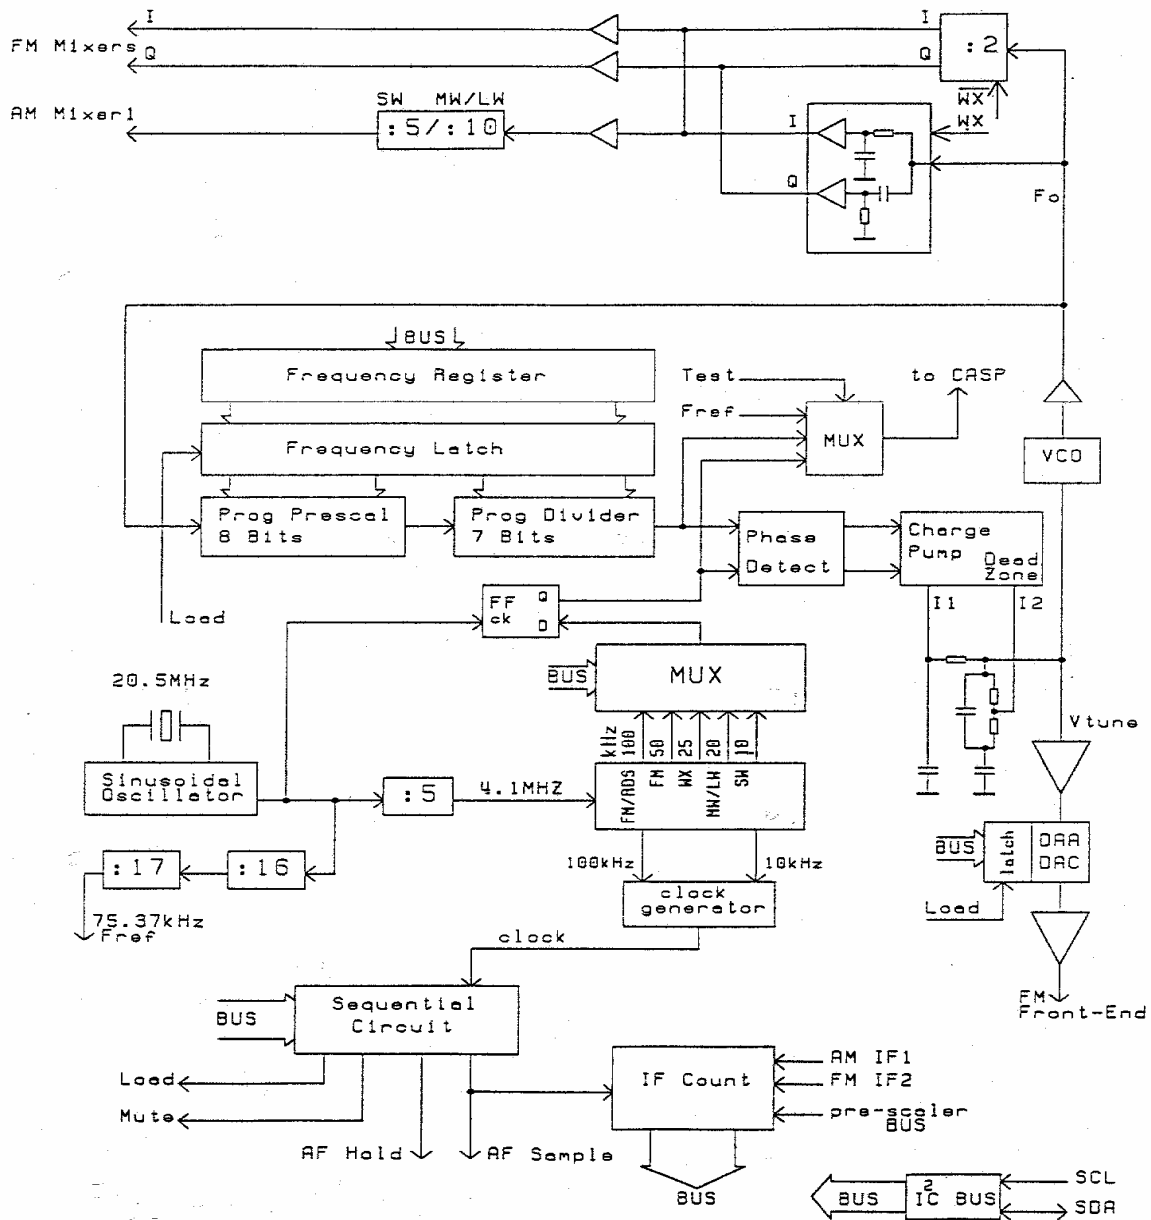 I
I
FM Mixers
Q
Q
:2
SW
MW/LW
WX
WX
AM Mixer1
:5/:10
I
Q
Fo
BUS
Frequency Register
Test
to CASP
Fref
MUX
Frequency Latch
VCO
Prog Prescal
8 Bits
Prog Divider
7 Bits
Phase
Detect
Charge
Pump
Dead
Zone
I1
I2
Load
FF
ck
Q
D
BUS
MUX
20.5MHz
Vtune
kHz
100
50
25
20
10
Sinusoidal
Oscillator
:5
4.1MHZ
FM/RDS
FM
WX
MW/LW
SW
:17
:16
100kHz
10kHz
BUS
latch
DAA
DAC
clock
generator
Load
75.37kHz
Fref
clock
Sequential
Circuit
BUS
FM
Front-End
Load
Mute
IF Count
AM IF1
FM IF2
pre-scaler
BUS
AF Hold
AF Sample
BUS
BUS
I2C BUS
SCL
SDA